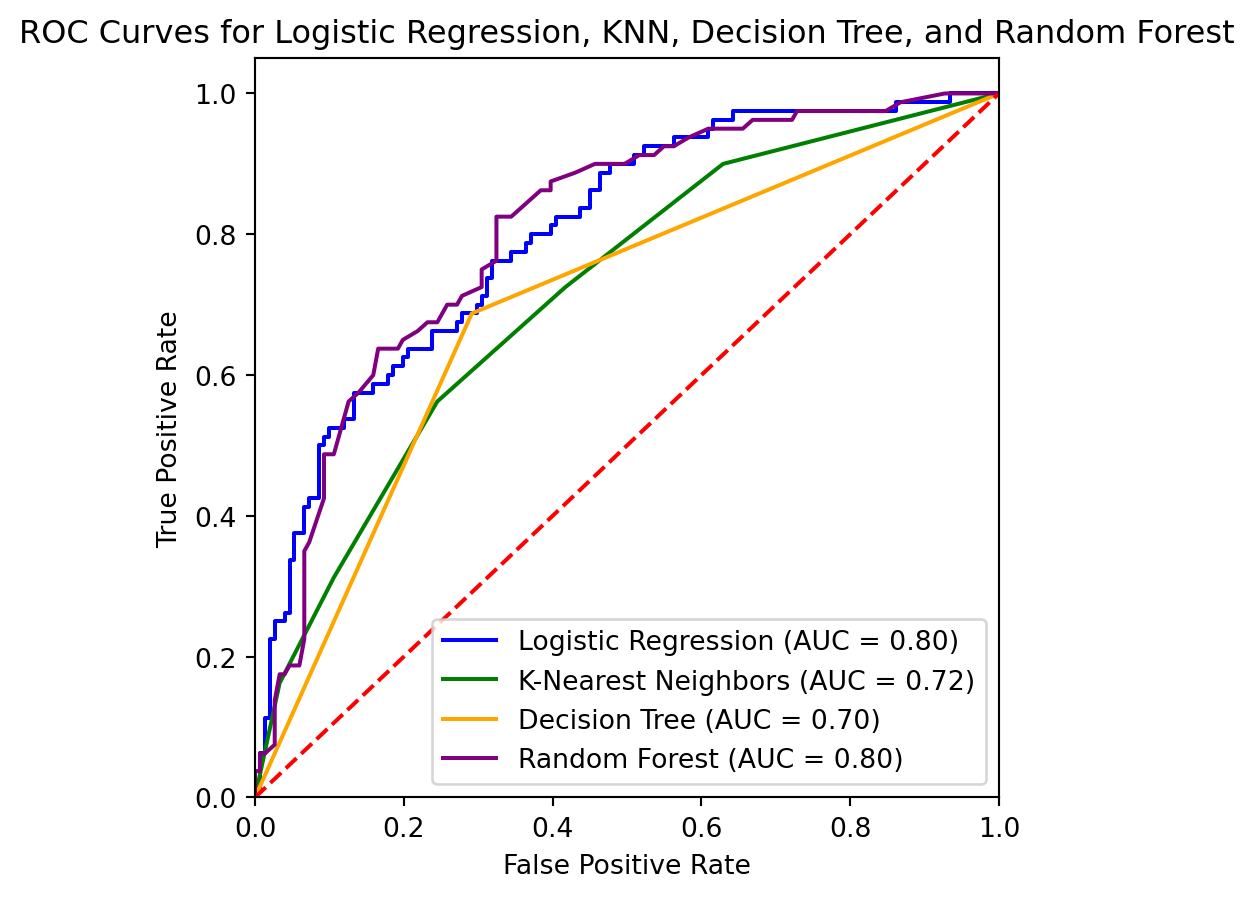 ROC Curves for Logistic Regression, KNN, Decision Tree, and Random Forest
1.0
0.8
0.6
0.4
0.2
0.0
True Positive Rate
Logistic Regression (AUC = 0.80)
K-Nearest Neighbors (AUC = 0.72)
Decision Tree (AUC = 0.70)
Random Forest (AUC = 0.80)
0.0 0.2 0.4 0.6 0.8 1.0
False Positive Rate